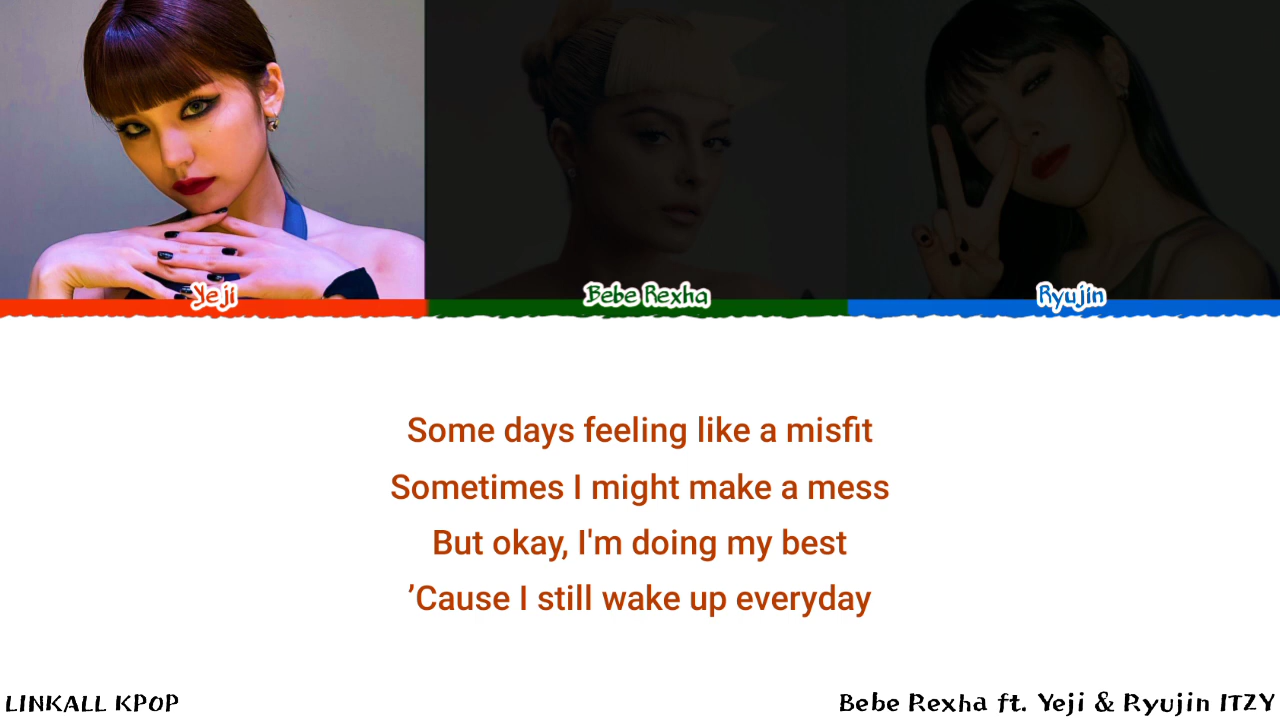 Yeji
Bebe Rexha
Ryujin
Some days feeling like a misfit
Sometimes I might make a mess
But okay, I'm doing my best
’Cause I still wake up everyday
LINKALL KPOP
Bebe Rexha ft. Yeji & Ryujin ITZY